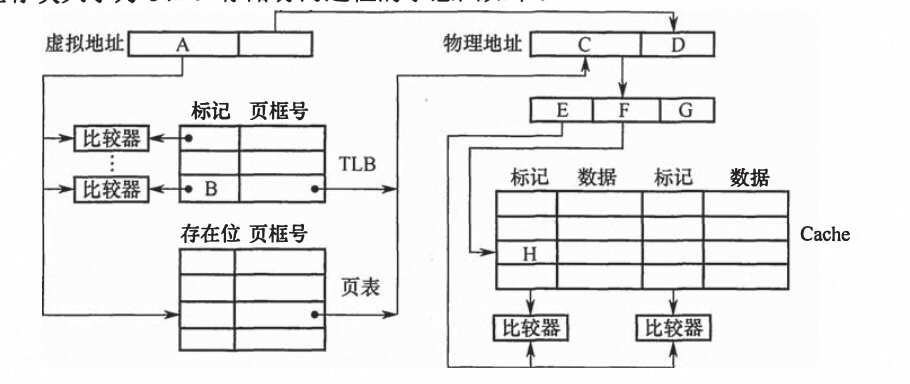 虚拟地址 A
物理地址 C D
E F G
标记 页框号
比较器
⋮
比较器 B
TLB
标记 数据 标记 数据
H
Cache
存在位 页框号
页表
比较器 比较器